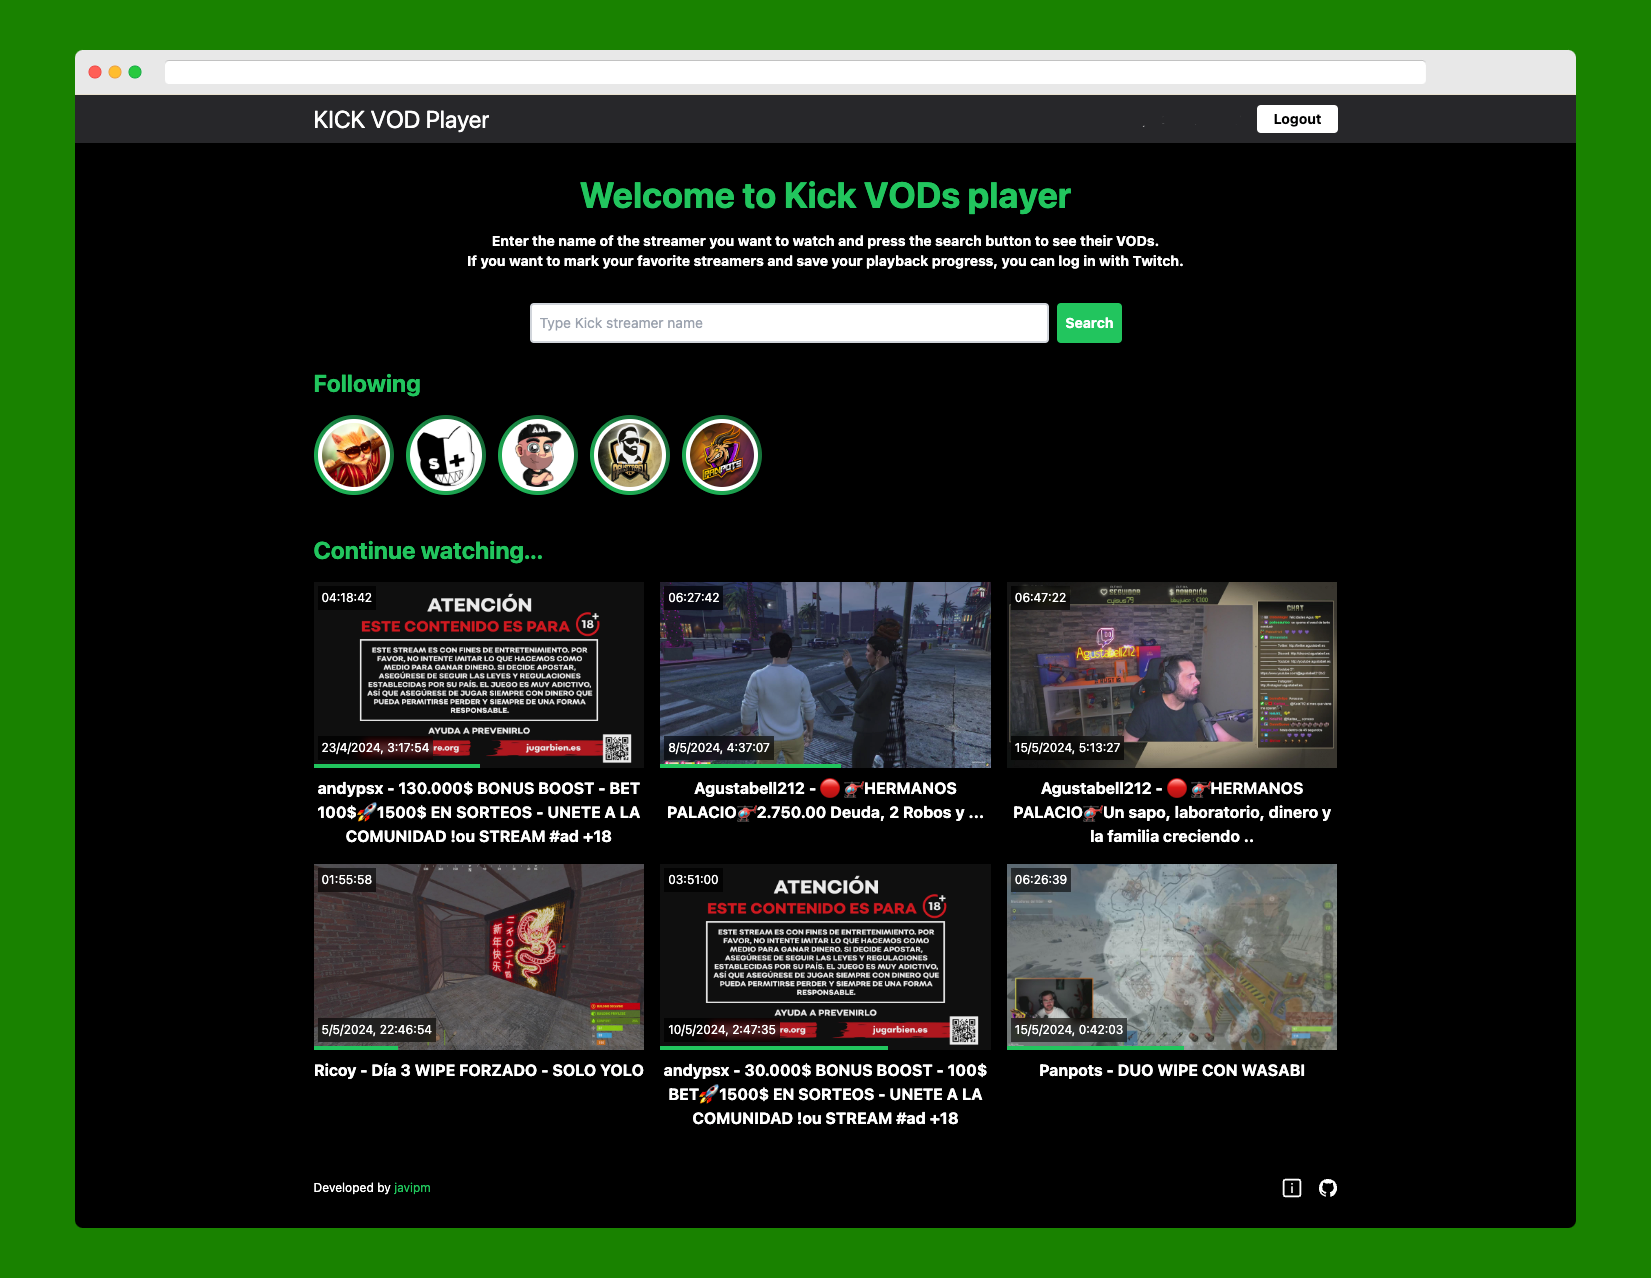 KICK VOD Player
Logout
Welcome to Kick VODs player
Enter the name of the streamer you want to watch and press the search button to see their VODs.
If you want to mark your favorite streamers and save your playback progress, you can log in with Twitch.
Type Kick streamer name
Search
Following
S +
PANPOTS
Continue watching...
04:18:42
ATENCIÓN
ESTE CONTENIDO ES PARA 18+
ESTE STREAM ES CON FINES DE ENTRETENIMIENTO. POR
FAVOR, NO INTENTE IMITAR LO QUE HACEMOS COMO
MEDIO PARA GANAR DINERO. SI DECIDE APOSTAR,
ASEGÚRESE DE SEGUIR LAS LEYES Y REGULACIONES
ESTABLECIDAS POR SU PAÍS. EL JUEGO ES MUY ADICTIVO,
ASÍ QUE ASEGÚRESE DE JUGAR SIEMPRE CON DINERO QUE
PUEDA PERMITIRSE PERDER Y SIEMPRE DE UNA FORMA
RESPONSABLE.
AYUDA A PREVENIRLO
23/4/2024, 3:17:54
re.org
jugarbien.es
andypsx - 130.000$ BONUS BOOST - BET
100$🚀1500$ EN SORTEOS - UNETE A LA
COMUNIDAD !ou STREAM #ad +18
06:27:42
8/5/2024, 4:37:07
Agustabell212 - 🔴 🚁HERMANOS
PALACIO🚁2.750.00 Deuda, 2 Robos y ...
06:47:22
SEGUIDOR
DONACIÓN
CHAT
Agustabell212
15/5/2024, 5:13:27
Agustabell212 - 🔴 🚁HERMANOS
PALACIO🚁Un sapo, laboratorio, dinero y
la familia creciendo ..
01:55:58
新年快乐
二〇二十四
5/5/2024, 22:46:54
Ricoy - Día 3 WIPE FORZADO - SOLO YOLO
03:51:00
ATENCIÓN
ESTE CONTENIDO ES PARA 18+
ESTE STREAM ES CON FINES DE ENTRETENIMIENTO. POR
FAVOR, NO INTENTE IMITAR LO QUE HACEMOS COMO
MEDIO PARA GANAR DINERO. SI DECIDE APOSTAR,
ASEGÚRESE DE SEGUIR LAS LEYES Y REGULACIONES
ESTABLECIDAS POR SU PAÍS. EL JUEGO ES MUY ADICTIVO,
ASÍ QUE ASEGÚRESE DE JUGAR SIEMPRE CON DINERO QUE
PUEDA PERMITIRSE PERDER Y SIEMPRE DE UNA FORMA
RESPONSABLE.
AYUDA A PREVENIRLO
10/5/2024, 2:47:35
re.org
jugarbien.es
andypsx - 30.000$ BONUS BOOST - 100$
BET🚀1500$ EN SORTEOS - UNETE A LA
COMUNIDAD !ou STREAM #ad +18
06:26:39
15/5/2024, 0:42:03
Panpots - DUO WIPE CON WASABI
Developed by javipm